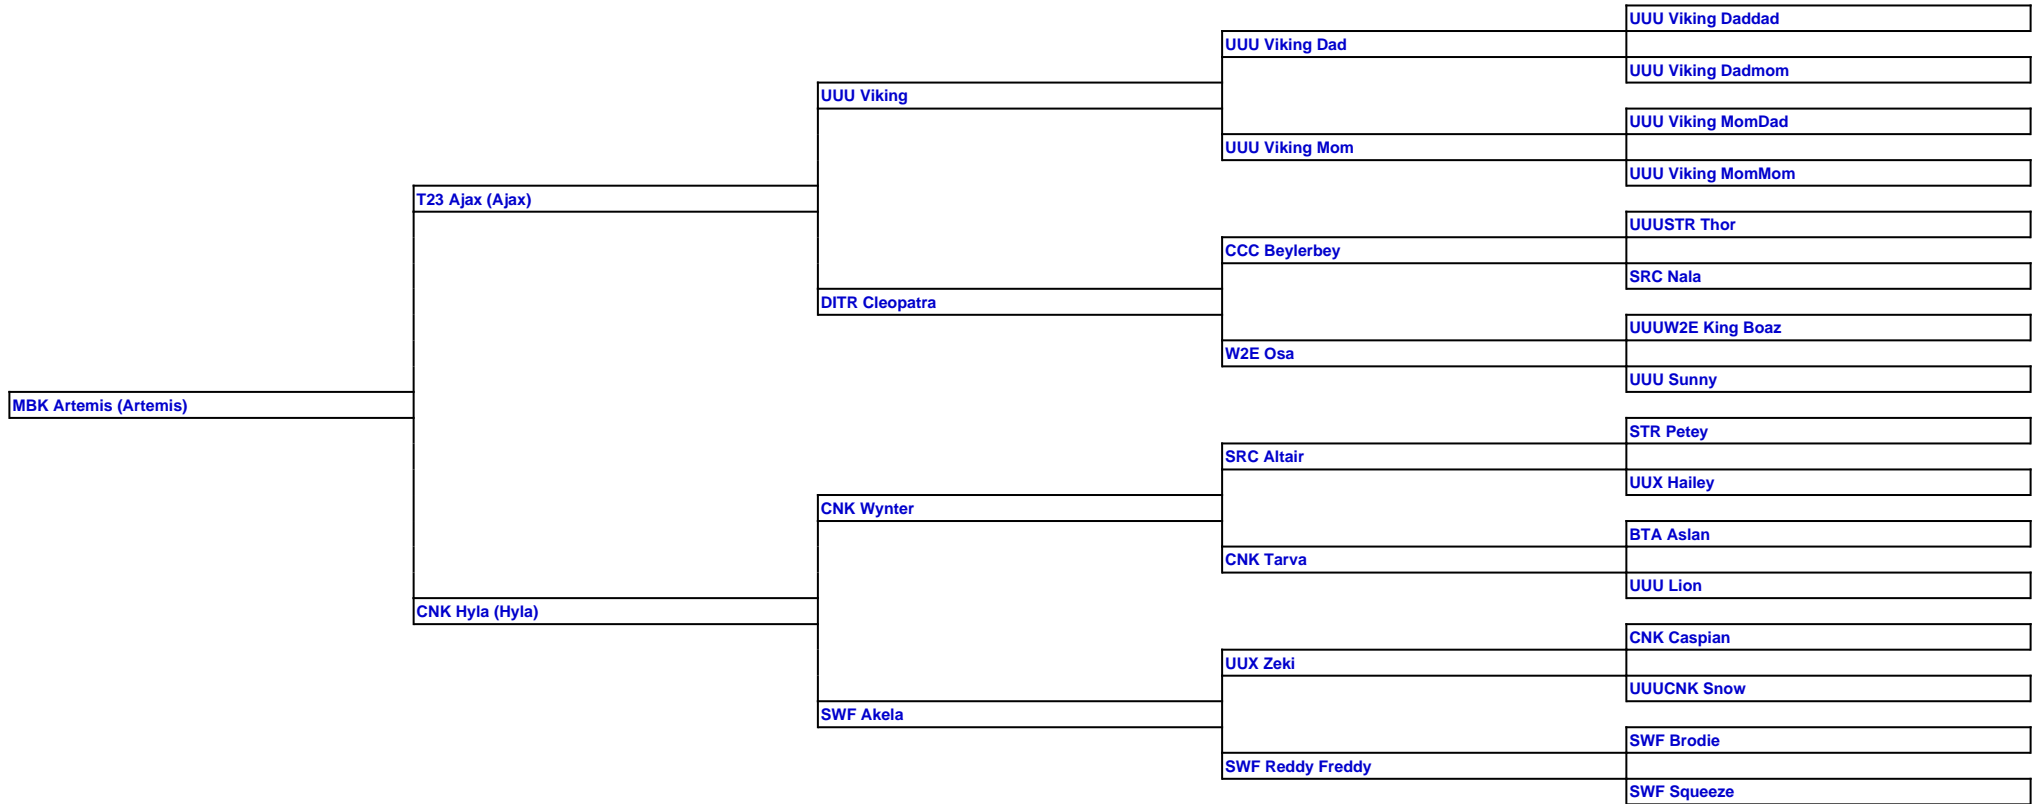 UUU Viking Daddad
UUU Viking Dad
UUU Viking Dadmom
UUU Viking
UUU Viking MomDad
UUU Viking Mom
UUU Viking MomMom
T23 Ajax (Ajax)
UUUSTR Thor
CCC Beylerbey
SRC Nala
DITR Cleopatra
UUUW2E King Boaz
W2E Osa
UUU Sunny
MBK Artemis (Artemis)
STR Petey
SRC Altair
UUX Hailey
CNK Wynter
BTA Aslan
CNK Tarva
UUU Lion
CNK Hyla (Hyla)
CNK Caspian
UUX Zeki
UUUCNK Snow
SWF Akela
SWF Brodie
SWF Reddy Freddy
SWF Squeeze